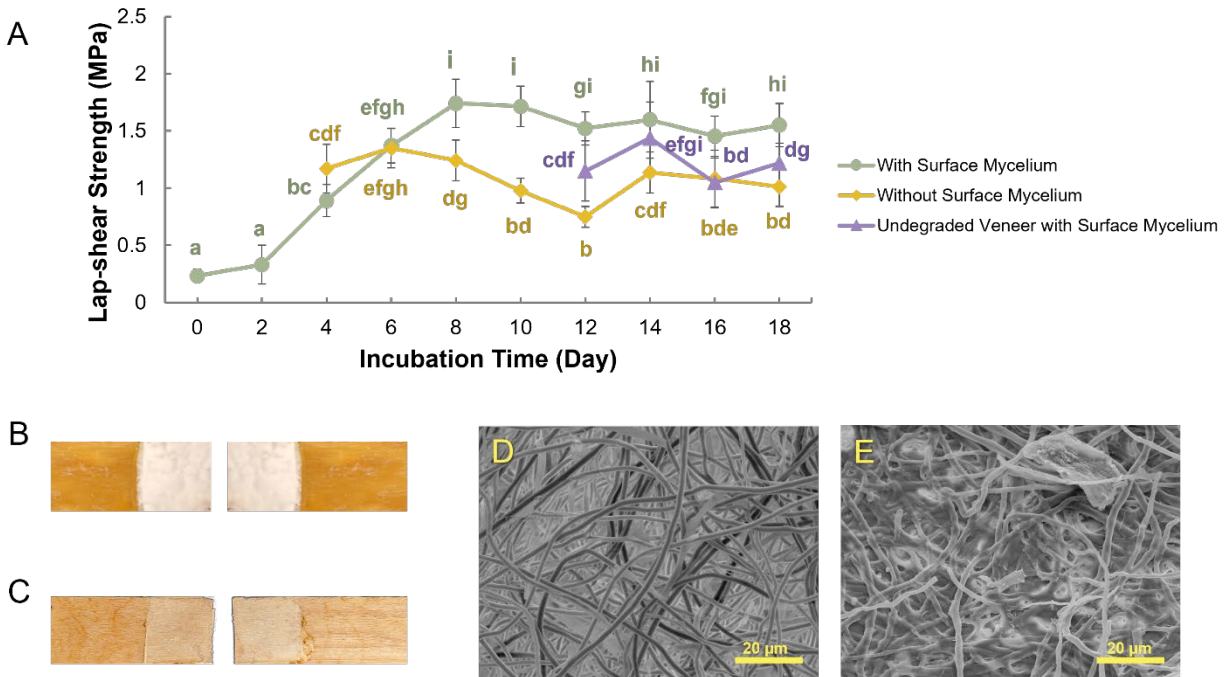 A
Lap-shear Strength (MPa)
2.5
2
1.5
1
0.5
0
a
a
bc
cdf
efgh
efgh
i
dg
i
bd
gi
cdf
b
hi
efgi
cdf
fgi
bd
bde
hi
dg
bd
0 2 4 6 8 10 12 14 16 18
Incubation Time (Day)
With Surface Mycelium
Without Surface Mycelium
Undegraded Veneer with Surface Mycelium
B
C
D
20 µm
E
20 µm